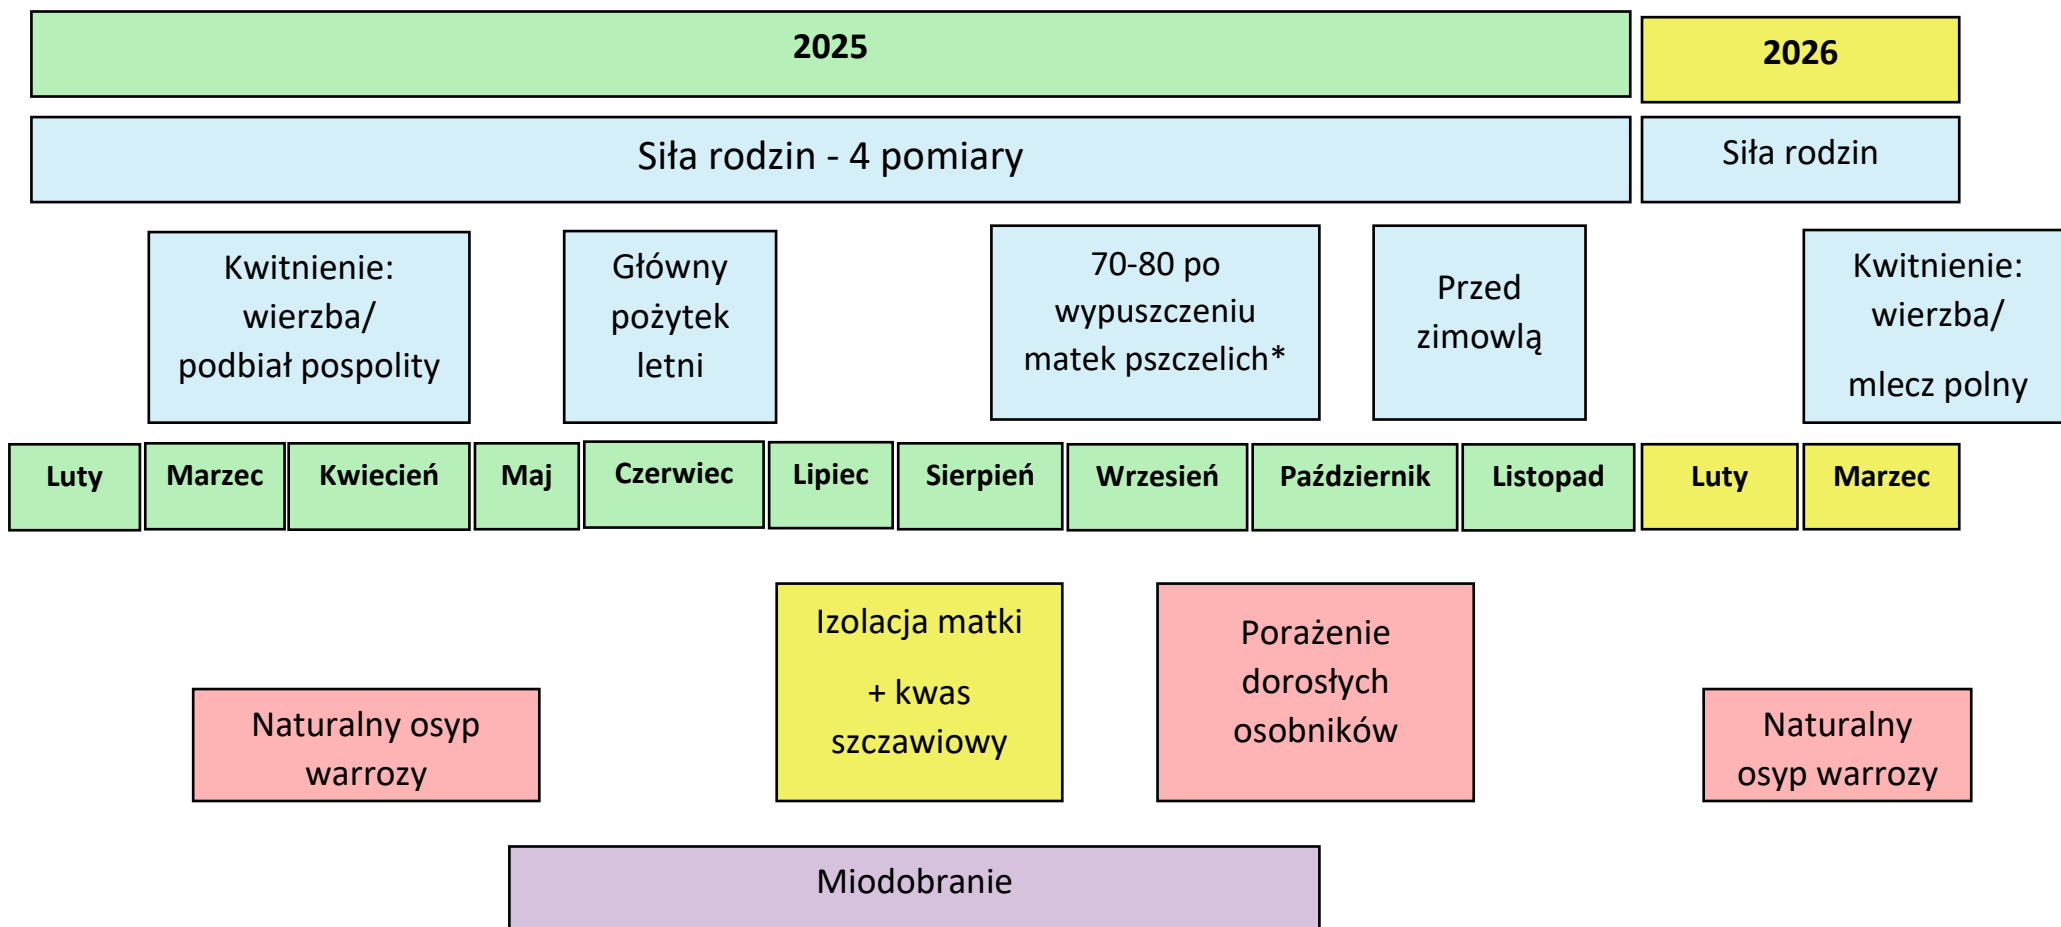 2025
2026
Siła rodzin - 4 pomiary
Siła rodzin
Kwitnienie:
wierzba/
podbiał pospolity
Główny
pożytek
letni
70-80 po
wypuszczeniu
matek pszczelich*
Przed
zimowlą
Kwitnienie:
wierzba/
mlecz polny
Luty
Marzec
Kwiecień
Maj
Czerwiec
Lipiec
Sierpień
Wrzesień
Październik
Listopad
Luty
Marzec
Naturalny osyp
warrozy
Izolacja matki
+ kwas
szczawiowy
Porażenie
dorosłych
osobników
Naturalny
osyp warrozy
Miodobranie